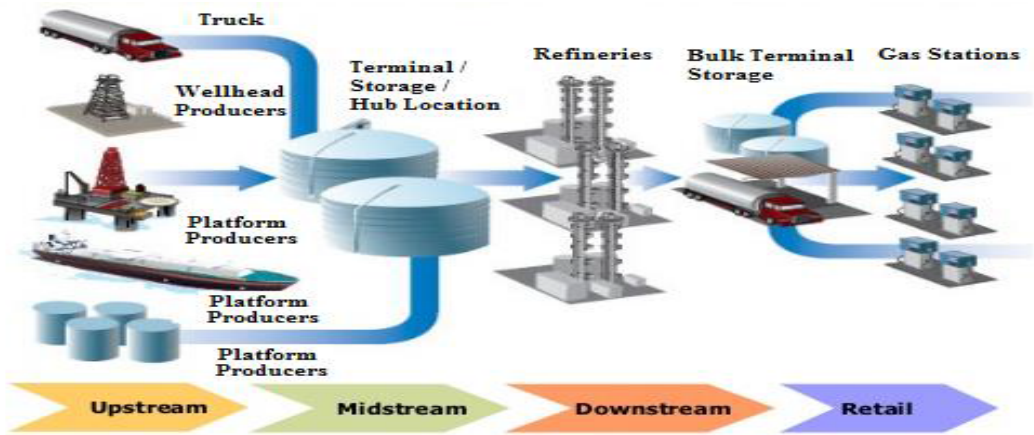 Truck
Wellhead
Producers
Platform
Producers
Platform
Producers
Platform
Producers
Terminal /
Storage /
Hub Location
Refineries
Bulk Terminal
Storage
Gas Stations
Upstream
Midstream
Downstream
Retail